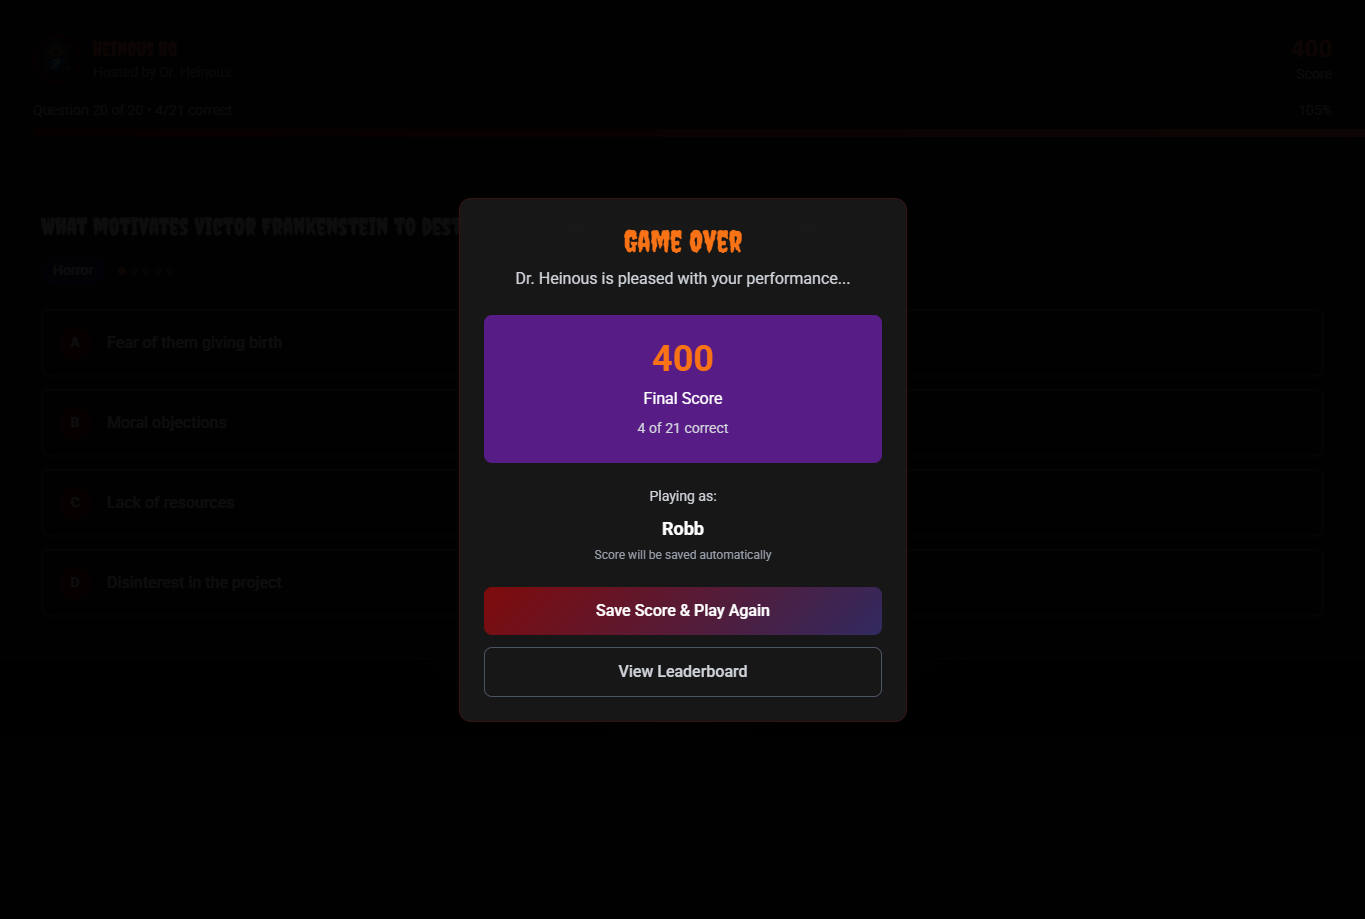 HEINOUS HQ
Hosted by Dr. Heinous
400
Score
Question 20 of 20 • 4/21 correct
105%
WHAT MOTIVATES VICTOR FRANKENSTEIN TO
Horror
A
Fear of them giving birth
B
Moral objections
C
Lack of resources
D
Disinterest in the project
GAME OVER
Dr. Heinous is pleased with your performance...
400
Final Score
4 of 21 correct
Playing as:
Robb
Score will be saved automatically
Save Score & Play Again
View Leaderboard